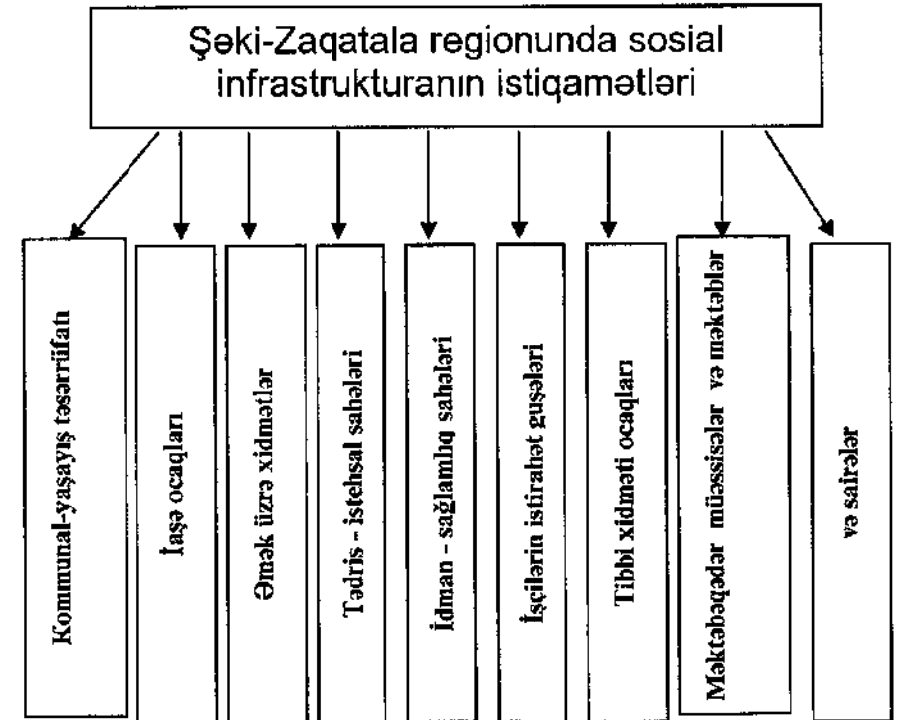 Şəki-Zaqatala regionunda sosial
infrastrukturanın istiqamətləri
Kommunal-yaşayış təsərrüfatı
İaşə ocaqları
Əmək üzrə xidmətlər
Tədris - istehsal sahələri
İdman - sağlamlıq sahələri
İşçilərin istirahət guşələri
Tibbi xidməti ocaqları
Məktəbəqədər müəssisələr və məktəblər
və sairələr